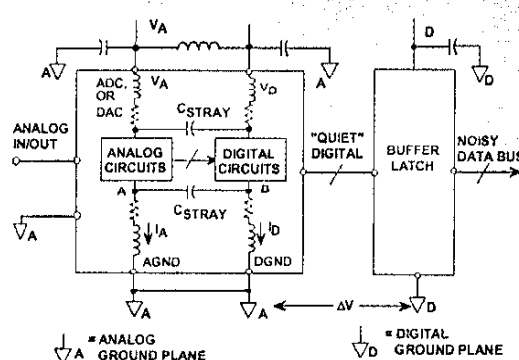 VA
D
A
A
D
ADC,
OR
DAC
VA
VD
CSTRAY
ANALOG
IN/OUT
ANALOG
CIRCUITS
DIGITAL
CIRCUITS
"QUIET"
DIGITAL
BUFFER
LATCH
NOISY
DATA BUS
A
B
CSTRAY
IA
ID
A
AGND
DGND
A
A
ΔV
D
A
= ANALOG
GROUND PLANE
D
= DIGITAL
GROUND PLANE